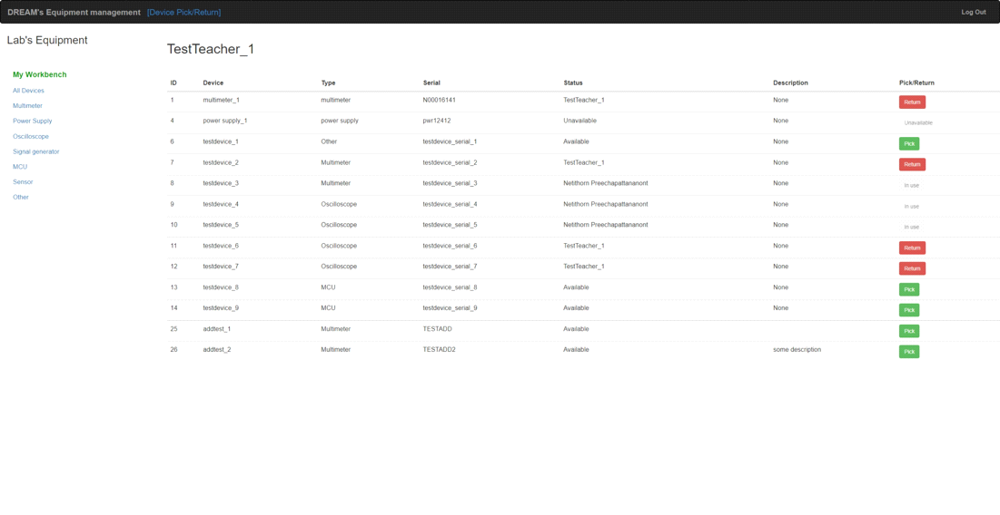 DREAM's Equipment management [Device Pick/Return] Log Out
Lab's Equipment
TestTeacher_1
My Workbench
All Devices
Multimeter
Power Supply
Oscilloscope
Signal generator
MCU
Sensor
Other
ID Device Type Serial Status Description Pick/Return
1 multimeter_1 multimeter N00016141 TestTeacher_1 None Return
4 power supply_1 power supply pwr12412 Unavailable None Unavailable
6 testdevice_1 Other testdevice_serial_1 Available None Pick
7 testdevice_2 Multimeter testdevice_serial_2 TestTeacher_1 None Return
8 testdevice_3 Multimeter testdevice_serial_3 Netithorn Preechapattananont None In use
9 testdevice_4 Oscilloscope testdevice_serial_4 Netithorn Preechapattananont None In use
10 testdevice_5 Oscilloscope testdevice_serial_5 Netithorn Preechapattananont None In use
11 testdevice_6 Oscilloscope testdevice_serial_6 TestTeacher_1 None Return
12 testdevice_7 Oscilloscope testdevice_serial_7 TestTeacher_1 None Return
13 testdevice_8 MCU testdevice_serial_8 Available None Pick
14 testdevice_9 MCU testdevice_serial_9 Available None Pick
25 addtest_1 Multimeter TESTADD Available Pick
26 addtest_2 Multimeter TESTADD2 Available some description Pick